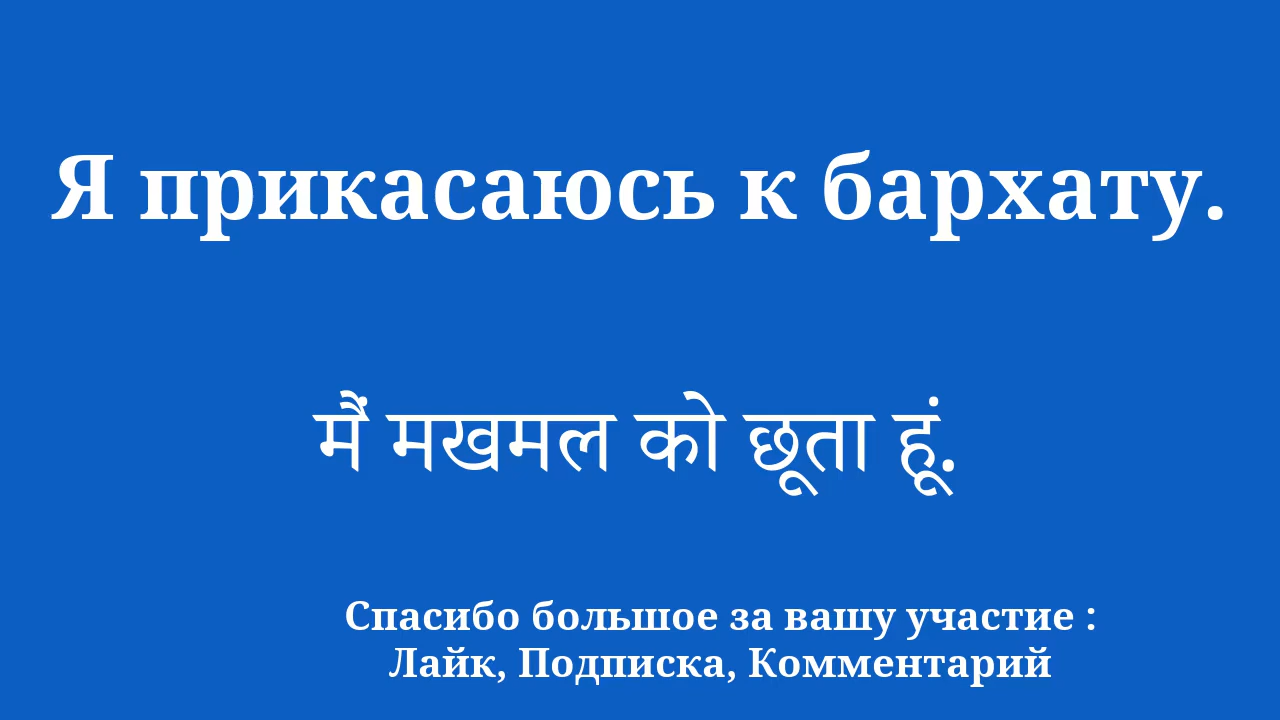 Я прикасаюсь к бархату.
मैं मखमल को छूता हूं.
Спасибо большое за вашу участие :
Лайк, Подписка, Комментарий